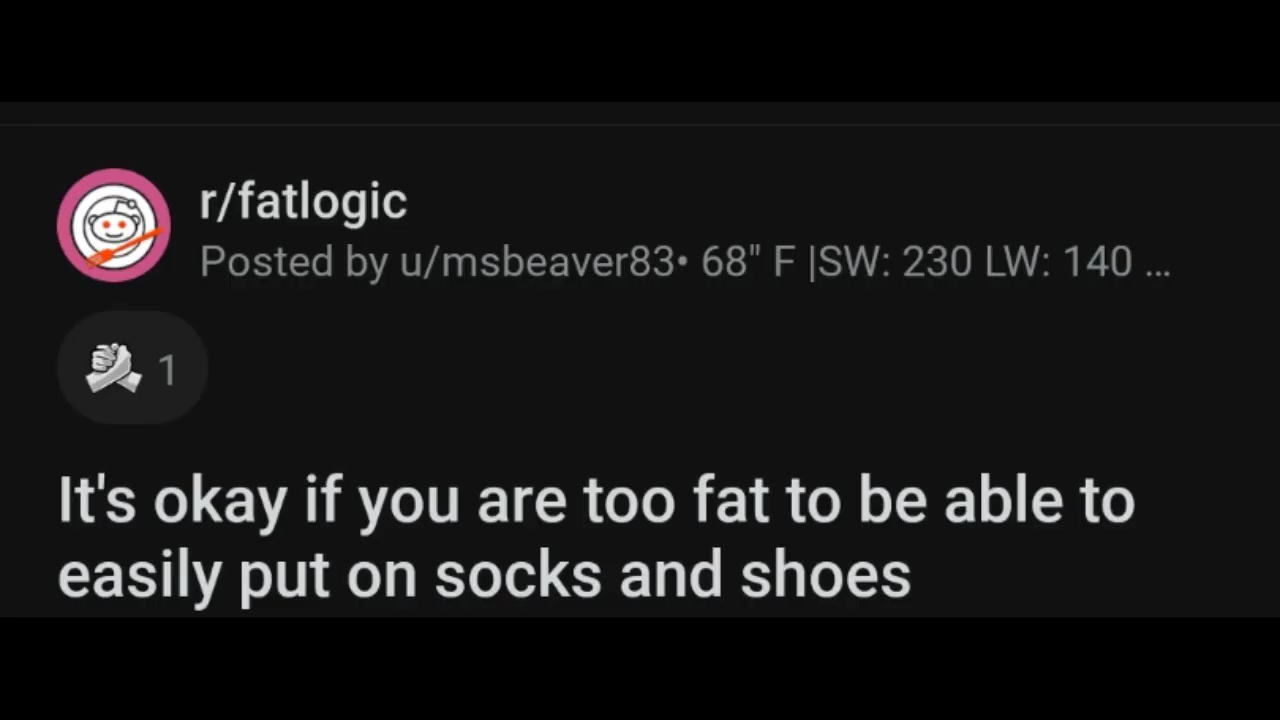 r/fatlogic
Posted by u/msbeaver83• 68" F |SW: 230 LW: 140 ...
1
It's okay if you are too fat to be able to
easily put on socks and shoes